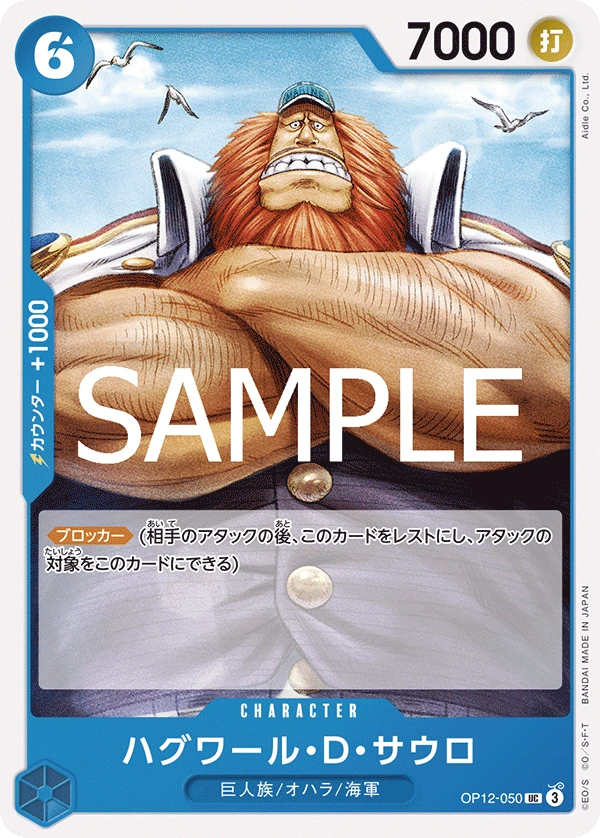 6
7000
打
MARINE
Aidle Co., Ltd.
カウンター +1000
SAMPLE
ブロッカー (相手のアタックの後、このカードをレストにし、アタックの
対象をこのカードにできる)
CHARACTER
ハグワール・D・サウロ
巨人族/オハラ/海軍
OP12-050 UC 3
©E.O/S ©O/S・F・T BANDAI MADE IN JAPAN